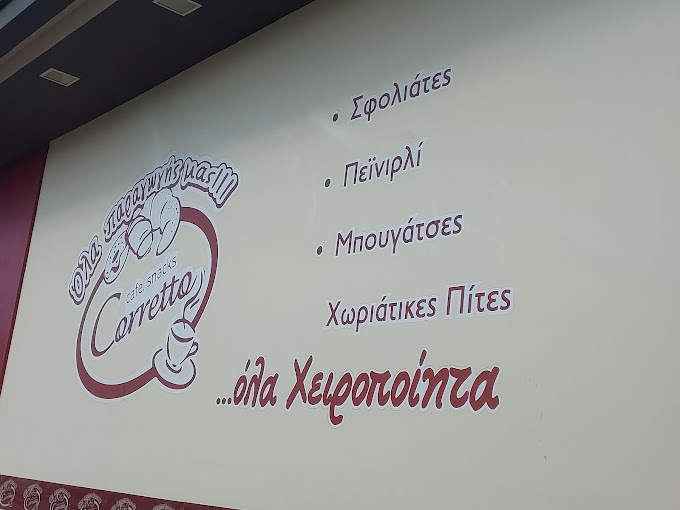 Όλα παραγωγής μας!!!
cafe snacks
Corretto
• Σφολιάτες
• Πεϊνιρλί
• Μπουγάτσες
Χωριάτικες Πίτες
...όλα Χειροποίητα